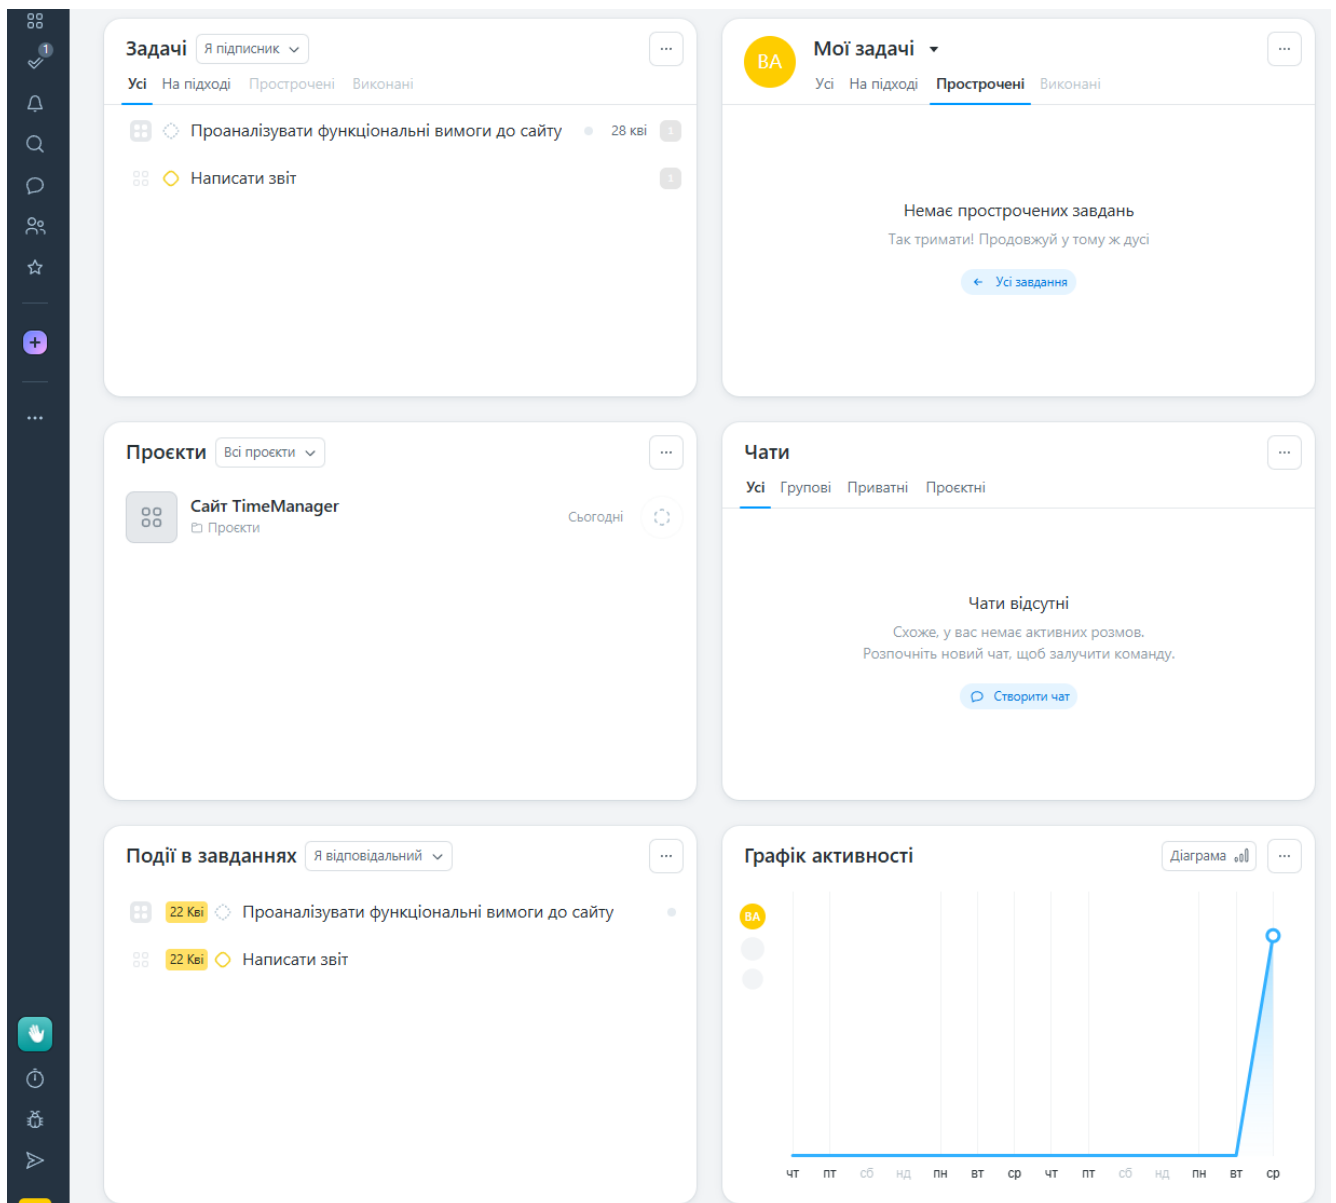 1
Задачі Я підписник
Усі На підході Прострочені Виконані
Проаналізувати функціональні вимоги до сайту 28 кві 1
Написати звіт 1
ВА Мої задачі
Усі На підході Прострочені Виконані
Немає прострочених завдань
Так тримати! Продовжуй у тому ж дусі
Усі завдання
Проєкти Всі проєкти
Сайт TimeManager
Проєкти
Сьогодні
Чати
Усі Групові Приватні Проєктні
Чати відсутні
Схоже, у вас немає активних розмов.
Розпочніть новий чат, щоб залучити команду.
Створити чат
Події в завданнях Я відповідальний
22 Кві Проаналізувати функціональні вимоги до сайту
22 Кві Написати звіт
Графік активності Діаграма
ВА
чт пт сб нд пн вт ср чт пт сб нд пн вт ср